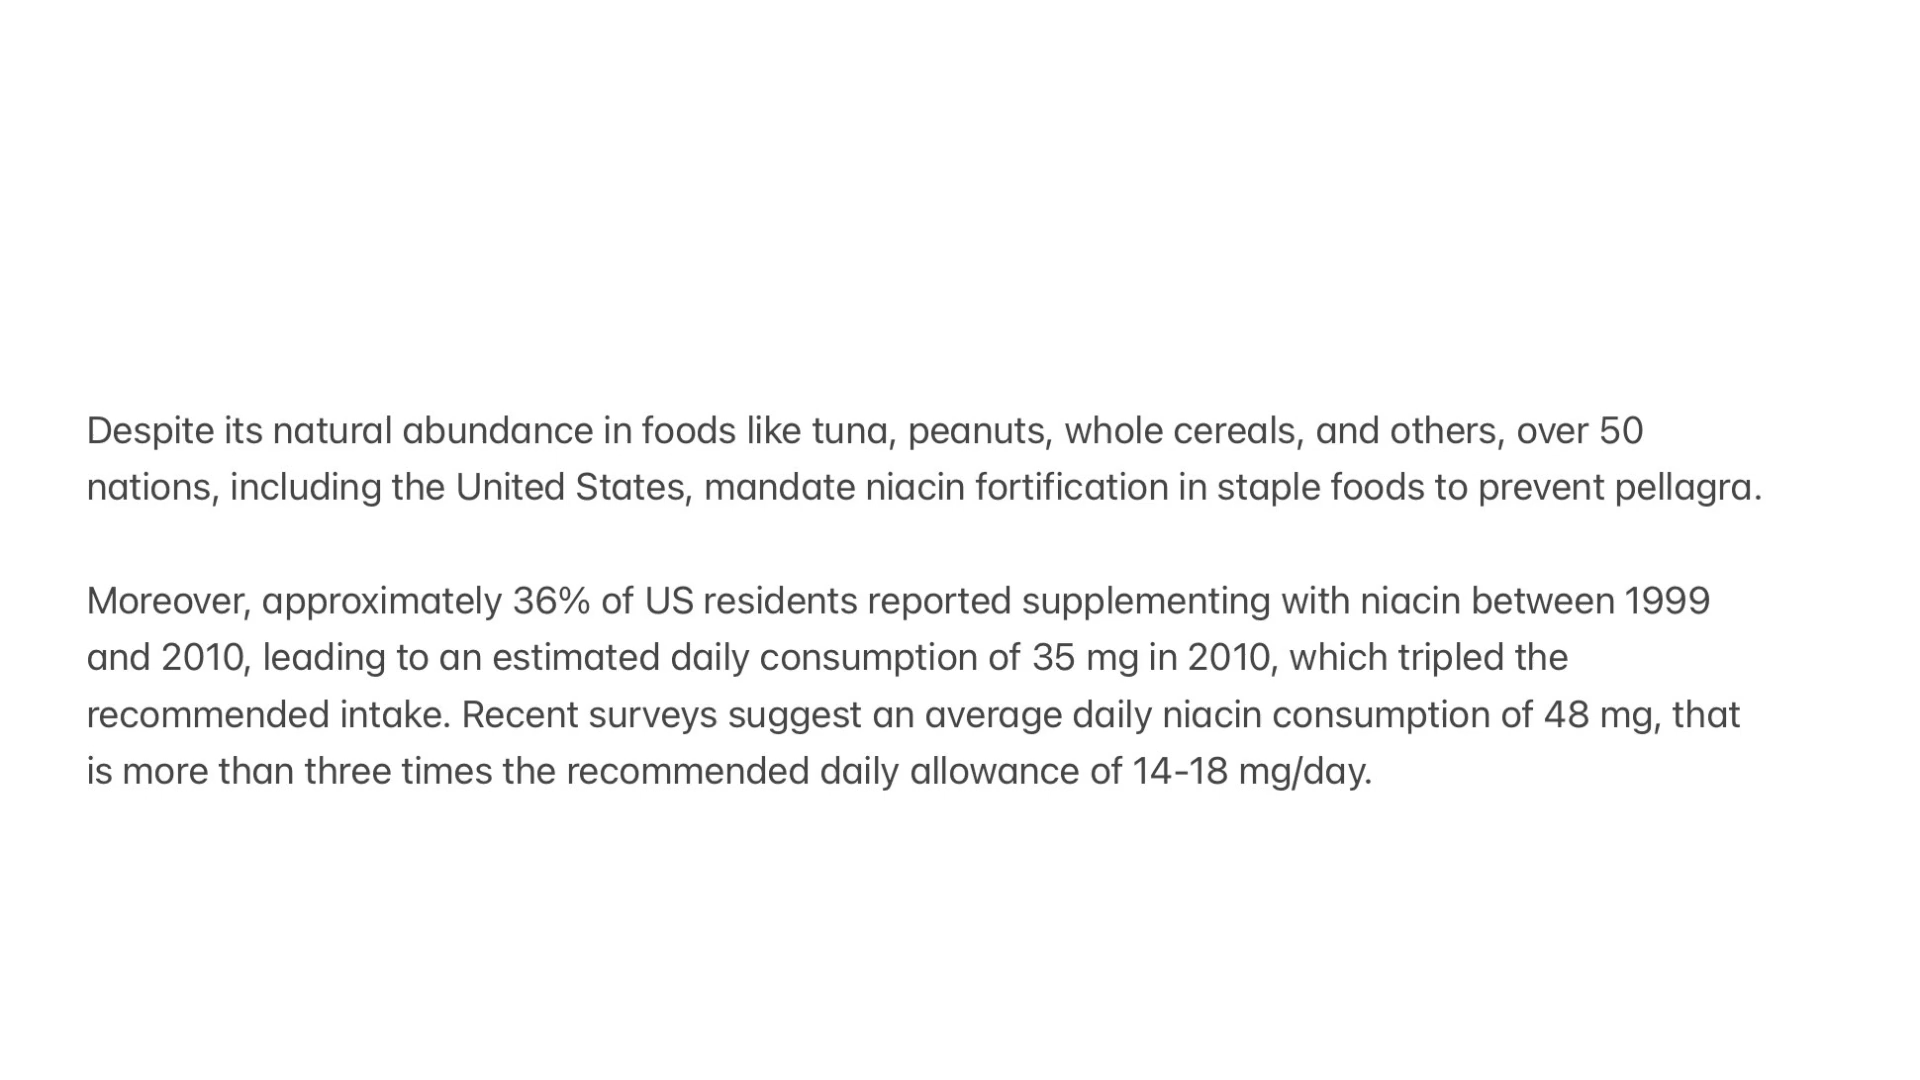 Despite its natural abundance in foods like tuna, peanuts, whole cereals, and others, over 50
nations, including the United States, mandate niacin fortification in staple foods to prevent pellagra.
Moreover, approximately 36% of US residents reported supplementing with niacin between 1999
and 2010, leading to an estimated daily consumption of 35 mg in 2010, which tripled the
recommended intake. Recent surveys suggest an average daily niacin consumption of 48 mg, that
is more than three times the recommended daily allowance of 14-18 mg/day.